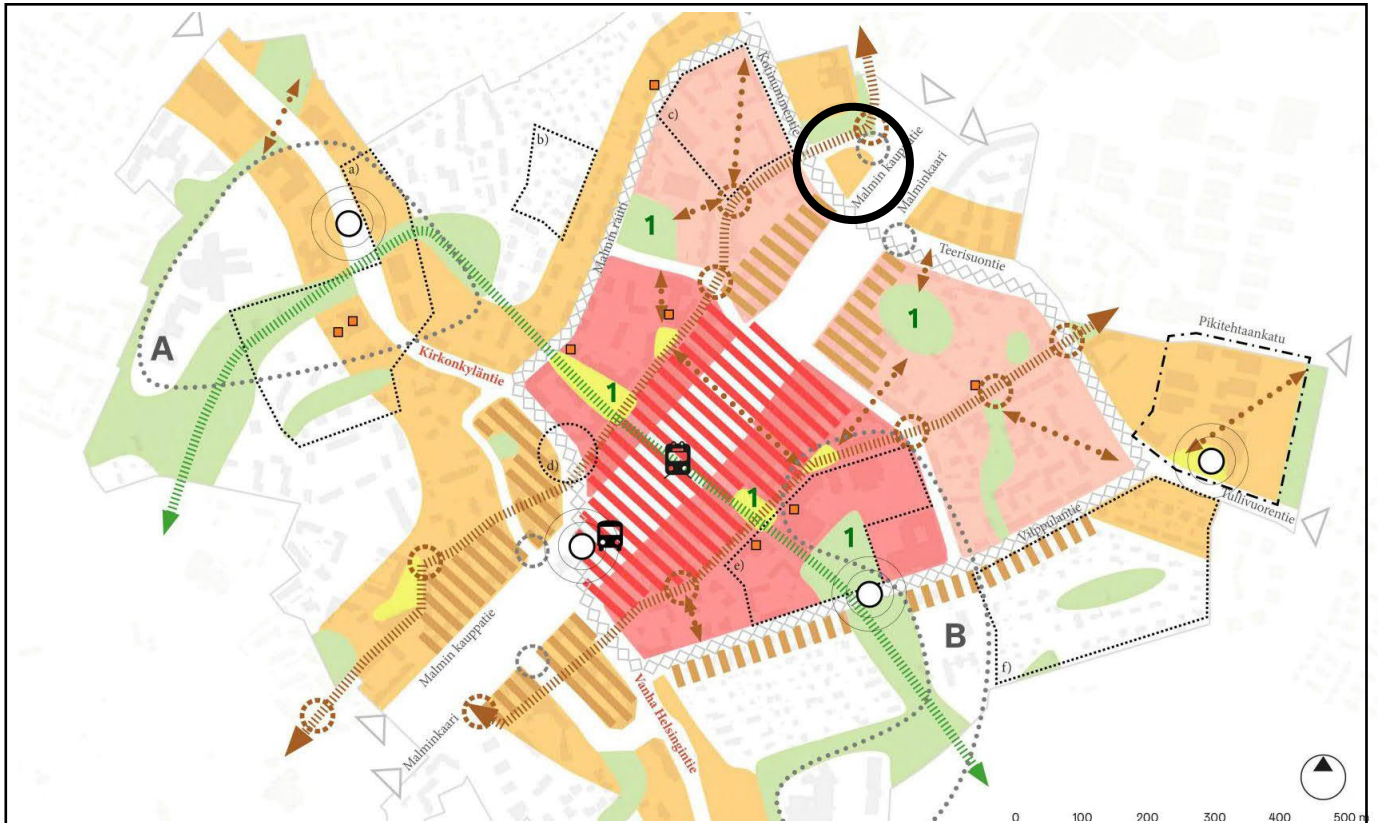 Kotinummentie
c)
b)
a)
Malmin kauppatie
Malminkaari
1
Malmin raitti
Teerisuontie
1
Pikitehtaankatu
A
Kirkonkyläntie
1
d)
1
Tullivuorentie
Vilppulantie
1
e)
B
f)
Malmin kauppatie
Vanha Helsingintie
Malminkaari
0 100 200 300 400 500 m